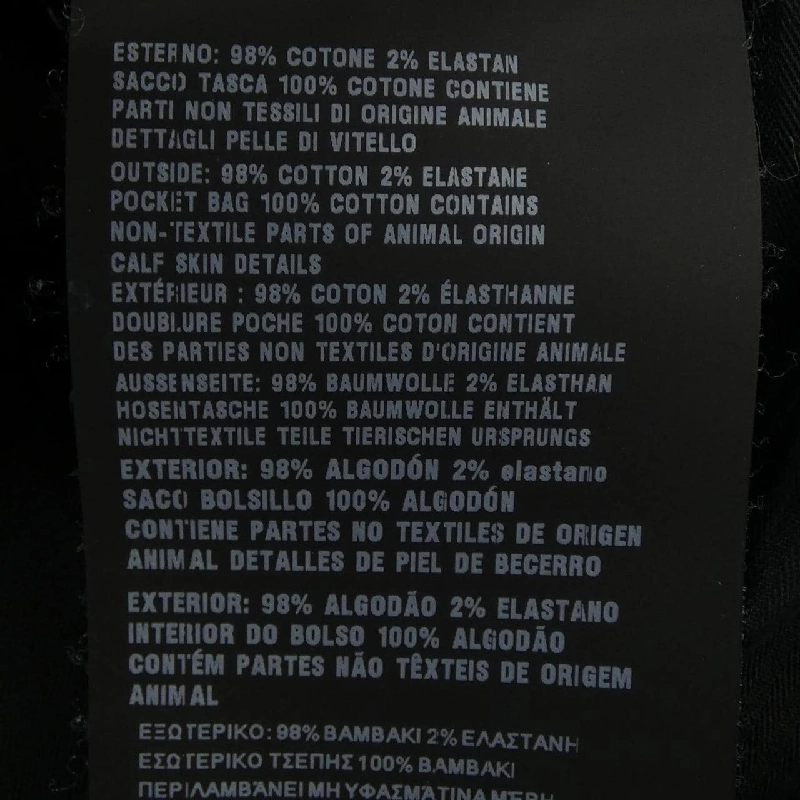 ESTERNO: 98% COTONE 2% ELASTAN
SACCO TASCA 100% COTONE CONTIENE
PARTI NON TESSILI DI ORIGINE ANIMALE
DETTAGLI PELLE DI VITELLO
OUTSIDE: 98% COTTON 2% ELASTANE
POCKET BAG 100% COTTON CONTAINS
NON-TEXTILE PARTS OF ANIMAL ORIGIN
CALF SKIN DETAILS
EXTÉRIEUR : 98% COTON 2% ÉLASTHANNE
DOUBLURE POCHE 100% COTON CONTIENT
DES PARTIES NON TEXTILES D'ORIGINE ANIMALE
AUSSENSEITE: 98% BAUMWOLLE 2% ELASTHAN
HOSENTASCHE 100% BAUMWOLLE ENTHÄLT
NICHTTEXTILE TEILE TIERISCHEN URSPRUNGS
EXTERIOR: 98% ALGODÓN 2% elastano
SACO BOLSILLO 100% ALGODÓN
CONTIENE PARTES NO TEXTILES DE ORIGEN
ANIMAL DETALLES DE PIEL DE BECERRO
EXTERIOR: 98% ALGODÃO 2% ELASTANO
INTERIOR DO BOLSO 100% ALGODÃO
CONTÉM PARTES NÃO TÊXTEIS DE ORIGEM
ANIMAL
ΕΞΩΤΕΡΙΚΟ: 98% ΒΑΜΒΑΚΙ 2% ΕΛΑΣΤΑΝΗ
ΕΣΩΤΕΡΙΚΟ ΤΣΕΠΗΣ 100% ΒΑΜΒΑΚΙ
ΠΕΡΙΛΑΜΒΑΝΕΙ ΜΗ ΥΦΑΣΜΑΤΙΝΑ ΜΕΡΗ